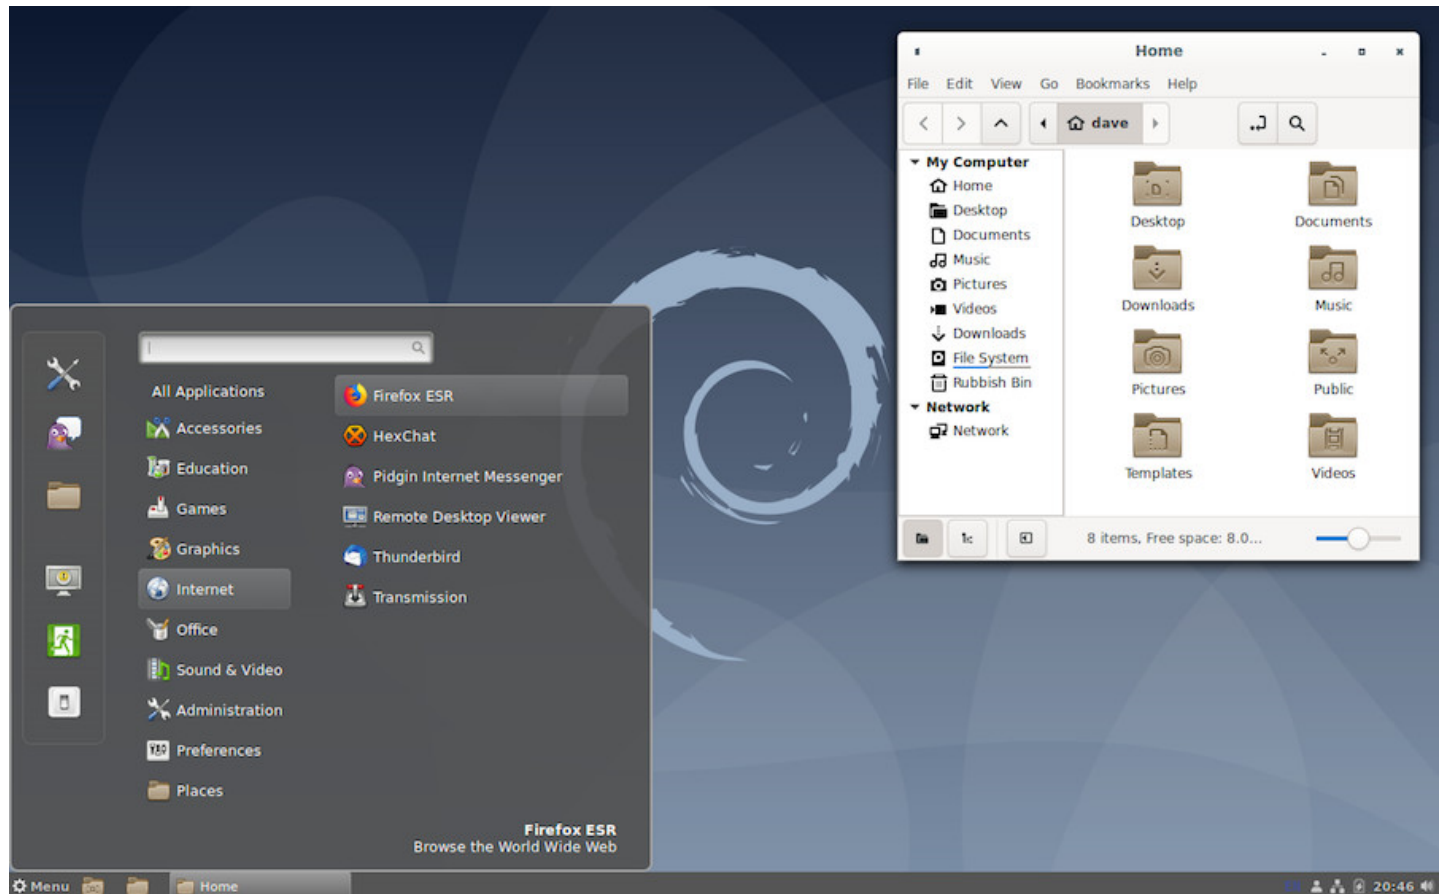 Home
File Edit View Go Bookmarks Help
dave
My Computer
Home
Desktop
Documents
Music
Pictures
Videos
Downloads
File System
Rubbish Bin
Network
Network
Desktop
Documents
Downloads
Music
Pictures
Public
Templates
Videos
8 items, Free space: 8.0...
All Applications
Accessories
Education
Games
Graphics
Internet
Office
Sound & Video
Administration
Preferences
Places
Firefox ESR
HexChat
Pidgin Internet Messenger
Remote Desktop Viewer
Thunderbird
Transmission
Firefox ESR
Browse the World Wide Web
Menu
Home
20:46